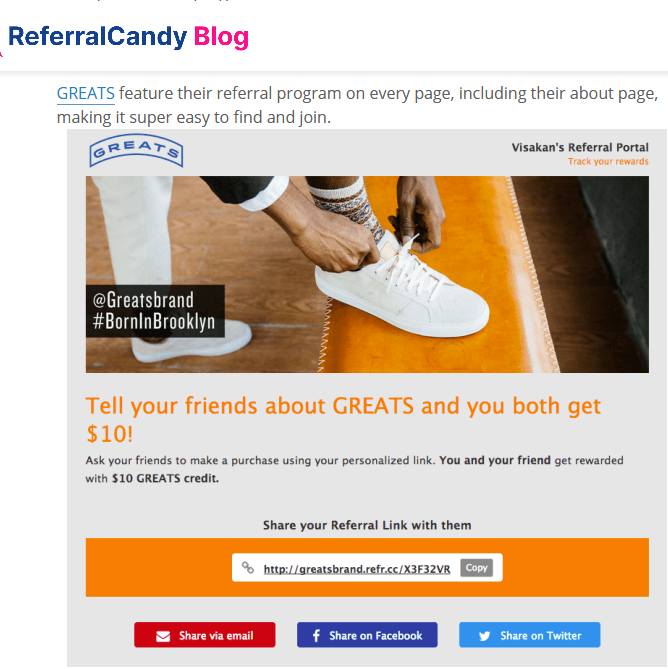 ReferralCandy Blog
GREATS feature their referral program on every page, including their about page,
making it super easy to find and join.
GREATS
Visakan's Referral Portal
Track your rewards
@Greatsbrand
#BornInBrooklyn
Tell your friends about GREATS and you both get
$10!
Ask your friends to make a purchase using your personalized link. You and your friend get rewarded
with $10 GREATS credit.
Share your Referral Link with them
http://greatsbrand.refr.cc/X3F32VR Copy
Share via email
Share on Facebook
Share on Twitter